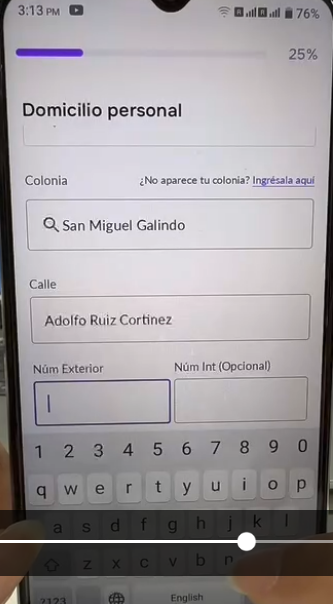 3:13 PM 76%
25%
Domicilio personal
Colonia ¿No aparece tu colonia? Ingrésala aquí
San Miguel Galindo
Calle
Adolfo Ruiz Cortinez
Núm Exterior Núm Int (Opcional)
1 2 3 4 5 6 7 8 9 0
q w e r t y u i o p
a s d f g h j k l
z x c v b n
?123 English